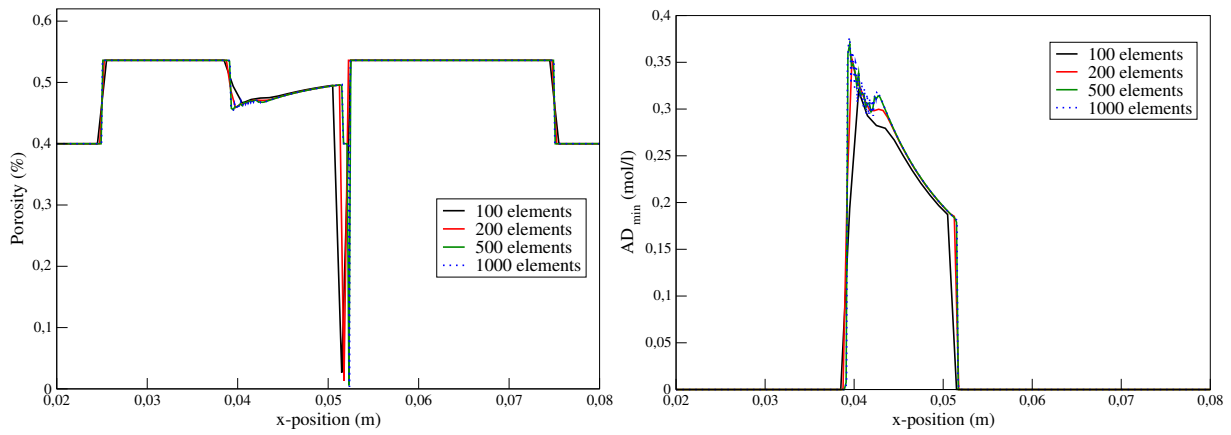 0,6
0,5
0,4
0,3
0,2
0,1
0
Porosity (%)
0,02 0,03 0,04 0,05 0,06 0,07 0,08
x-position (m)
100 elements
200 elements
500 elements
1000 elements
0,4
0,35
0,3
0,25
0,2
0,15
0,1
0,05
0
AD min (mol/l)
0,02 0,03 0,04 0,05 0,06 0,07 0,08
x-position (m)
100 elements
200 elements
500 elements
1000 elements